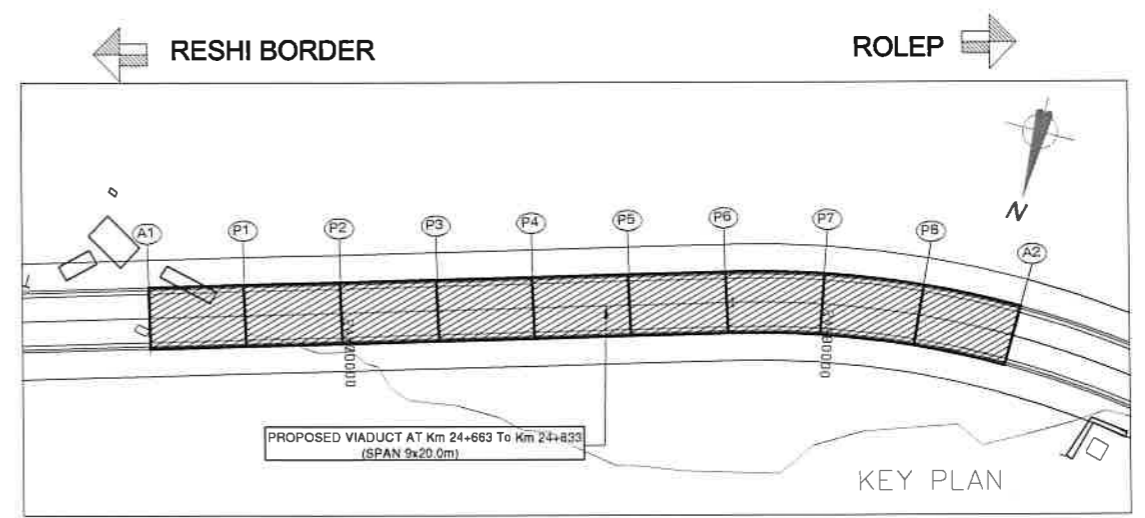 RESHI BORDER
ROLEP
N
A1
P1
P2
P3
P4
P5
P6
P7
P8
A2
PROPOSED VIADUCT AT Km 24+663 To Km 24+833
(SPAN 9x20.0m)
KEY PLAN